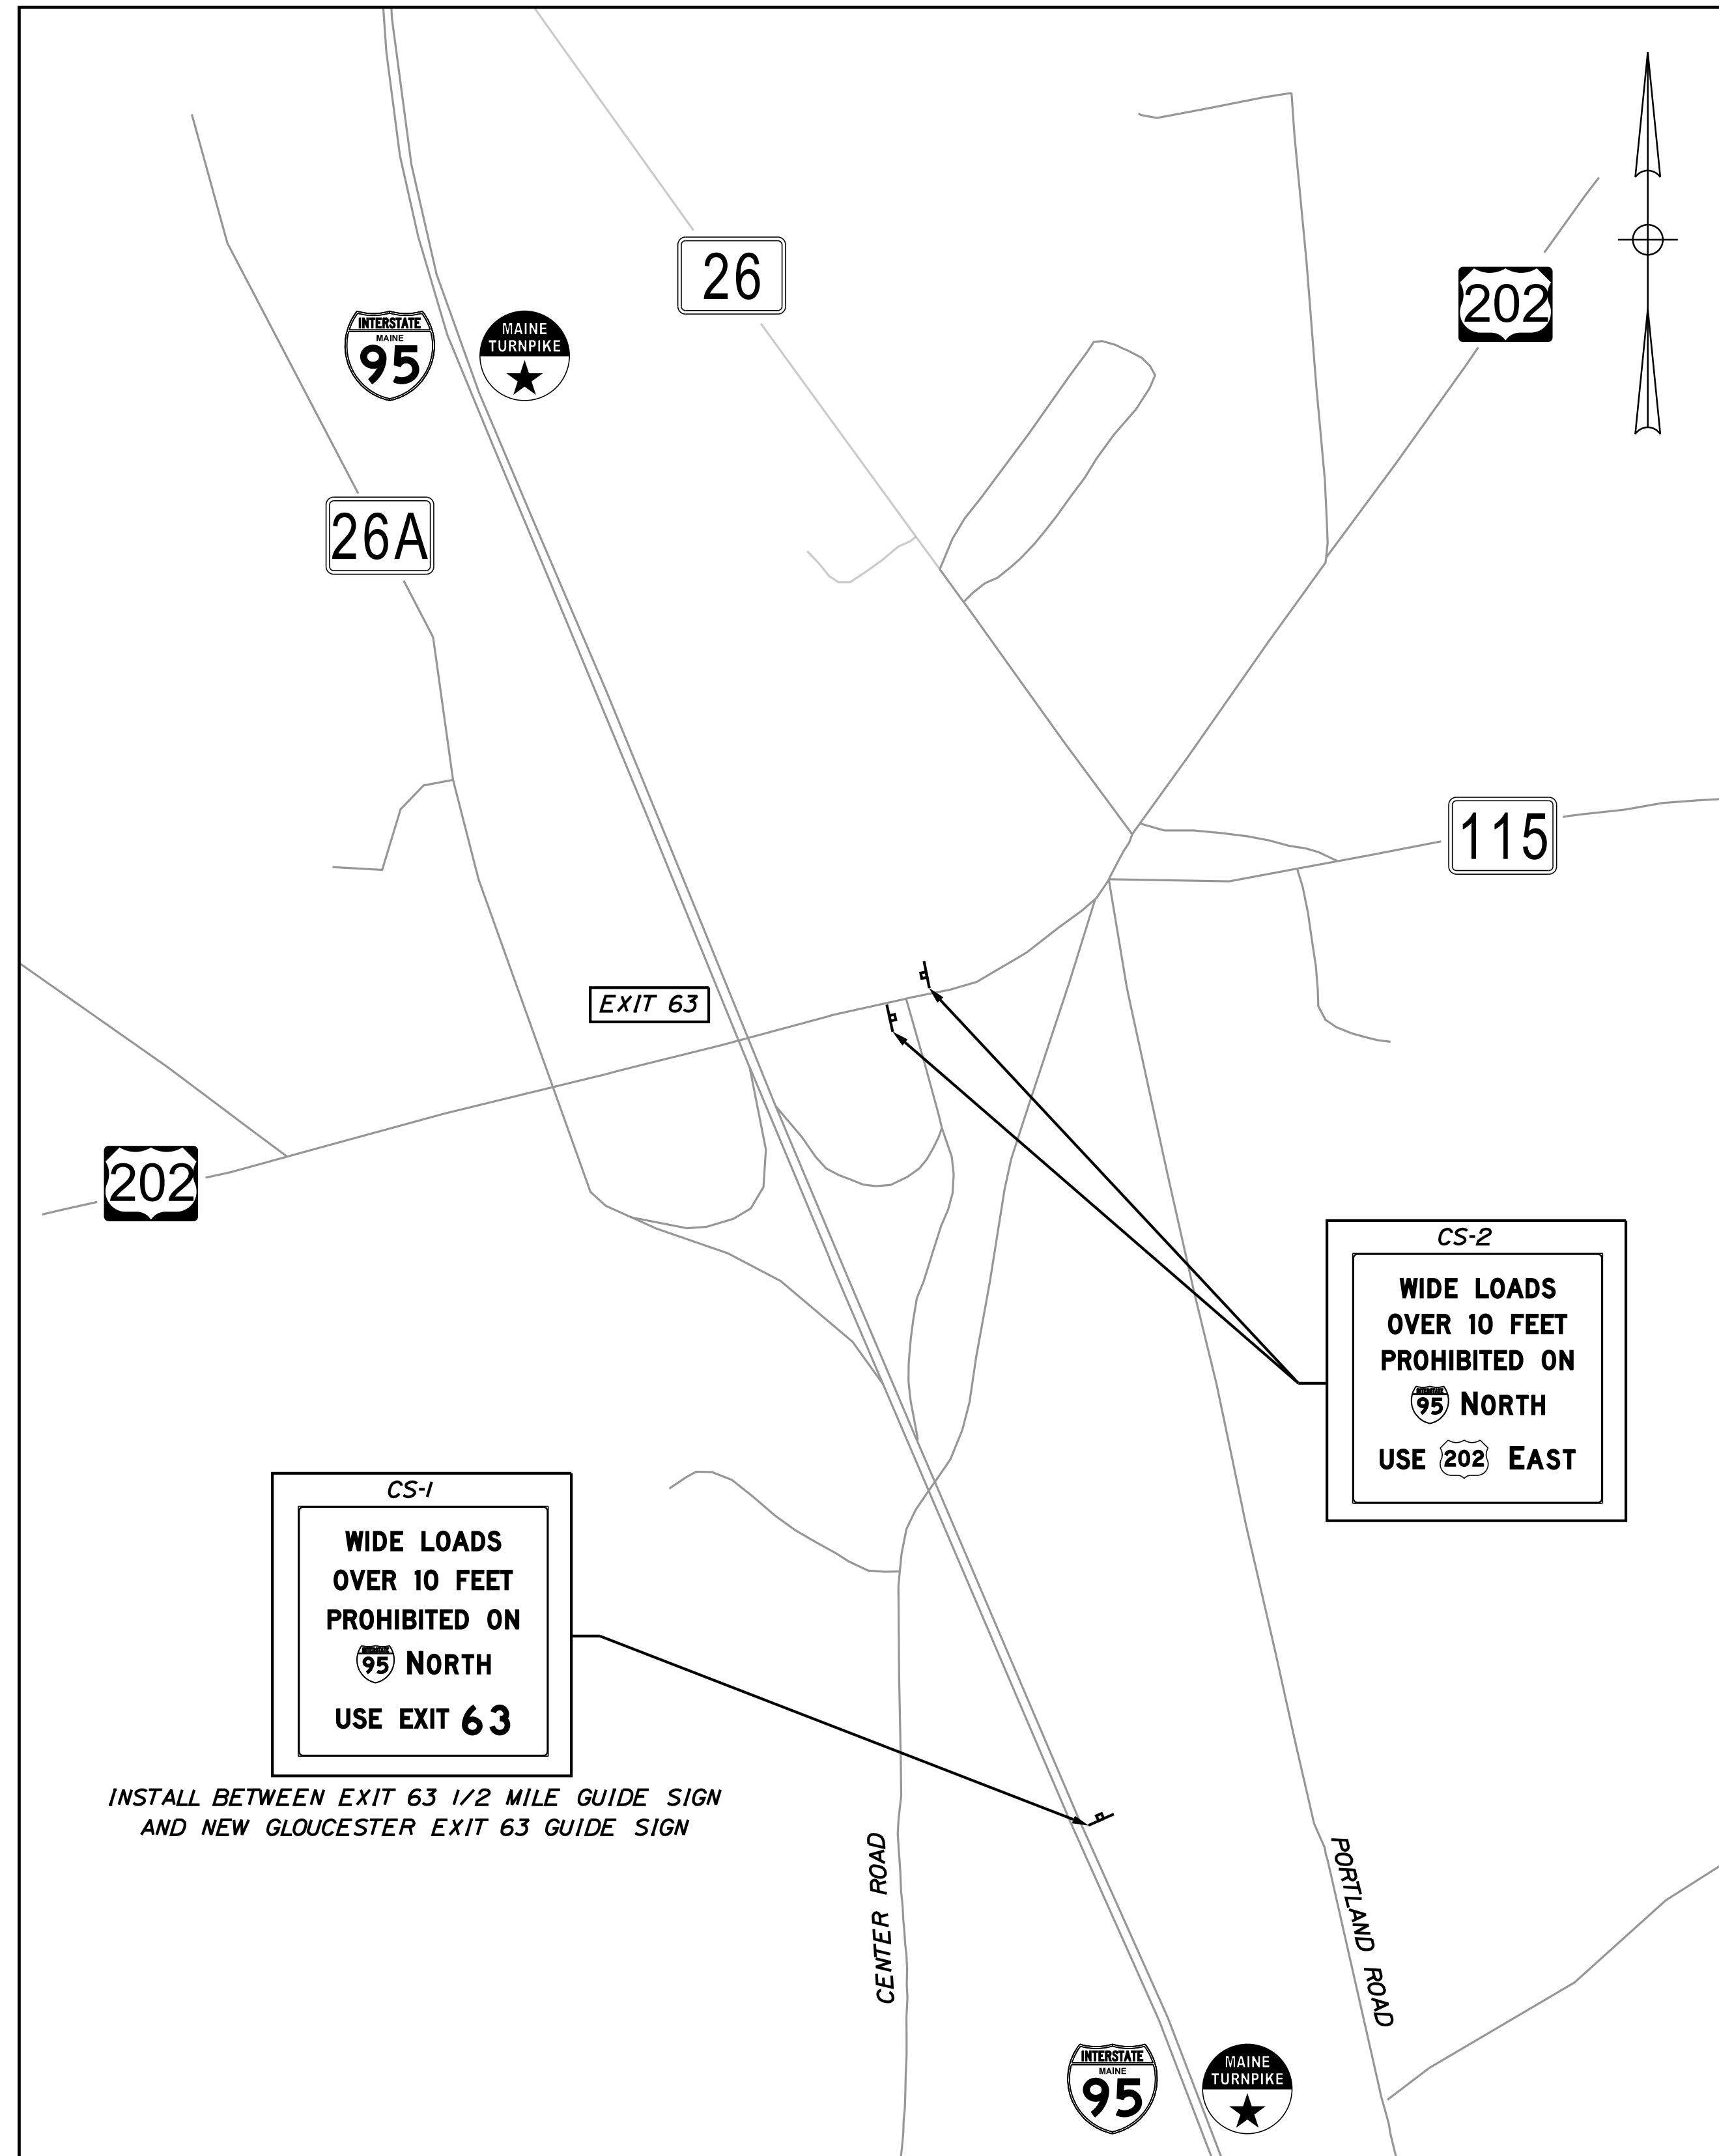 26
202
INTERSTATE
MAINE
95
MAINE
TURNPIKE
26A
115
EXIT 63
202
CS-2
WIDE LOADS
OVER 10 FEET
PROHIBITED ON
INTERSTATE 95 NORTH
USE 202 EAST
CS-1
WIDE LOADS
OVER 10 FEET
PROHIBITED ON
INTERSTATE 95 NORTH
USE EXIT 63
INSTALL BETWEEN EXIT 63 1/2 MILE GUIDE SIGN
AND NEW GLOUCESTER EXIT 63 GUIDE SIGN
CENTER ROAD
PORTLAND ROAD
INTERSTATE
MAINE
95
MAINE
TURNPIKE